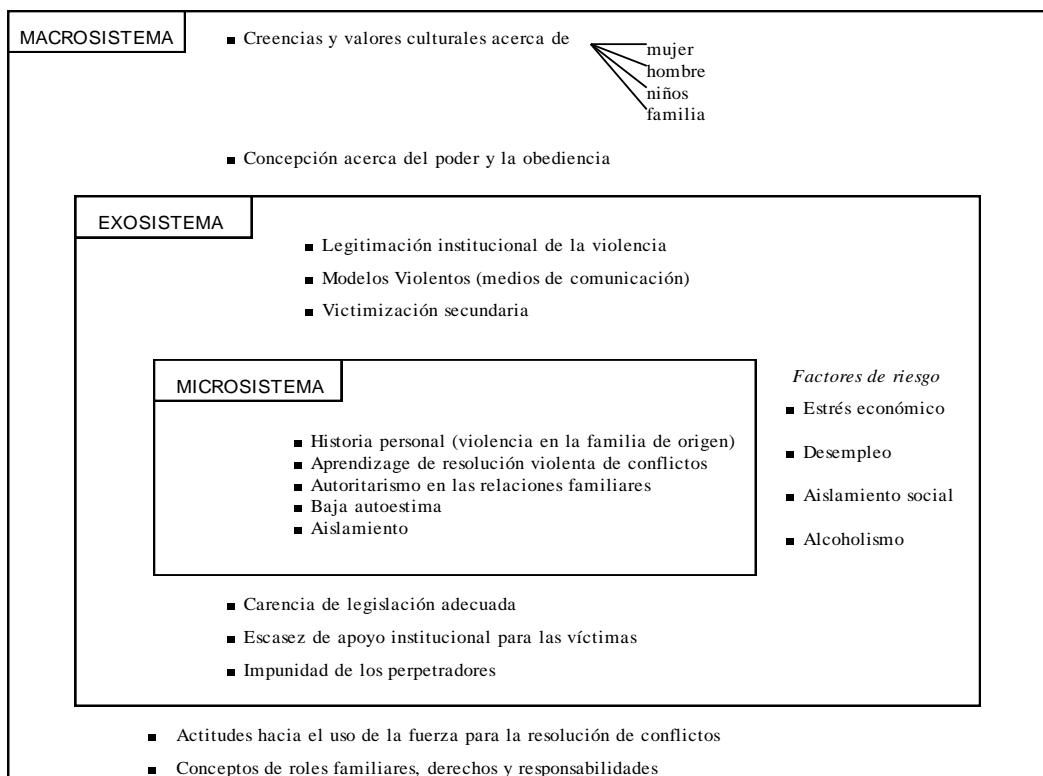 MACROSISTEMA
■ Creencias y valores culturales acerca de
mujer
hombre
niños
familia
■ Concepción acerca del poder y la obediencia
EXOSISTEMA
■ Legitimación institucional de la violencia
■ Modelos Violentos (medios de comunicación)
■ Victimización secundaria
MICROSISTEMA
■ Historia personal (violencia en la familia de origen)
■ Aprendizage de resolución violenta de conflictos
■ Autoritarismo en las relaciones familiares
■ Baja autoestima
■ Aislamiento
Factores de riesgo
■ Estrés económico
■ Desempleo
■ Aislamiento social
■ Alcoholismo
■ Carencia de legislación adecuada
■ Escasez de apoyo institucional para las víctimas
■ Impunidad de los perpetradores
■ Actitudes hacia el uso de la fuerza para la resolución de conflictos
■ Conceptos de roles familiares, derechos y responsabilidades